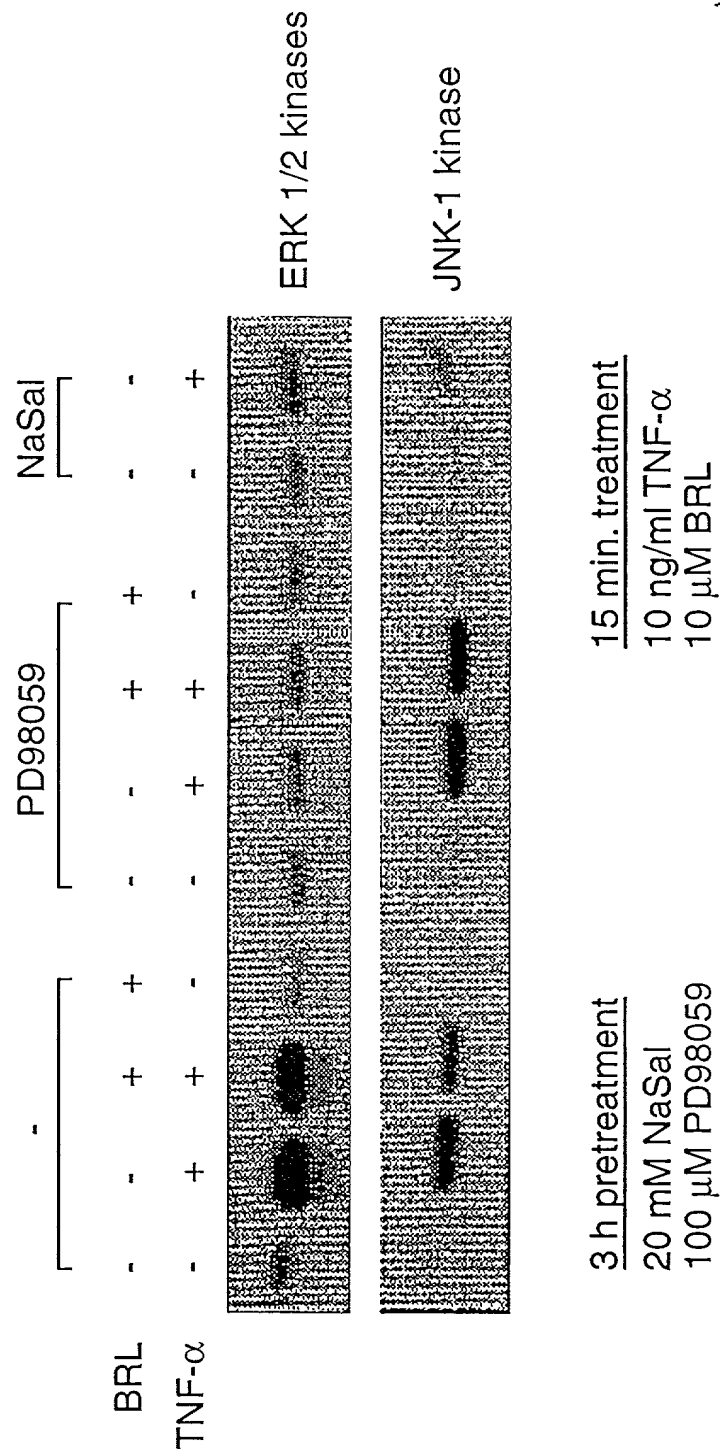 - PD98059 NaSal
BRL - - + + - - + + - -
TNF-α - + + - - + + - - +
ERK 1/2 kinases
JNK-1 kinase
3 h pretreatment
20 mM NaSal
100 μM PD98059
15 min. treatment
10 ng/ml TNF-α
10 μM BRL